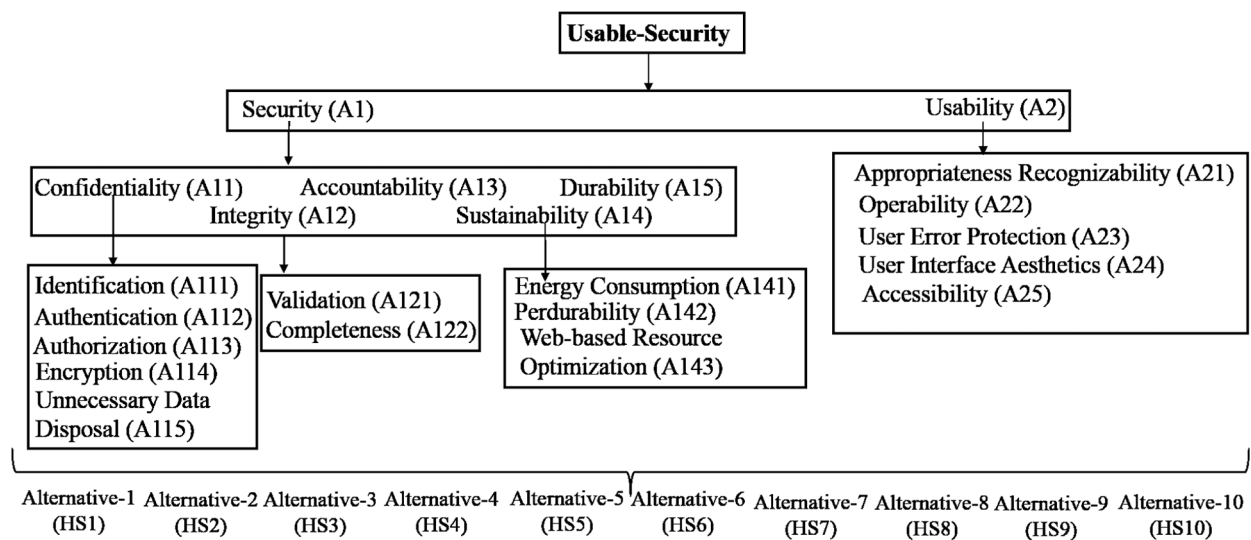 Usable-Security
Security (A1)
Usability (A2)
Confidentiality (A11)
Accountability (A13)
Durability (A15)
Integrity (A12)
Sustainability (A14)
Appropriateness Recognizability (A21)
Operability (A22)
User Error Protection (A23)
User Interface Aesthetics (A24)
Accessibility (A25)
Identification (A111)
Authentication (A112)
Authorization (A113)
Encryption (A114)
Unnecessary Data
Disposal (A115)
Validation (A121)
Completeness (A122)
Energy Consumption (A141)
Perdurability (A142)
Web-based Resource
Optimization (A143)
Alternative-1
(HS1)
Alternative-2
(HS2)
Alternative-3
(HS3)
Alternative-4
(HS4)
Alternative-5
(HS5)
Alternative-6
(HS6)
Alternative-7
(HS7)
Alternative-8
(HS8)
Alternative-9
(HS9)
Alternative-10
(HS10)